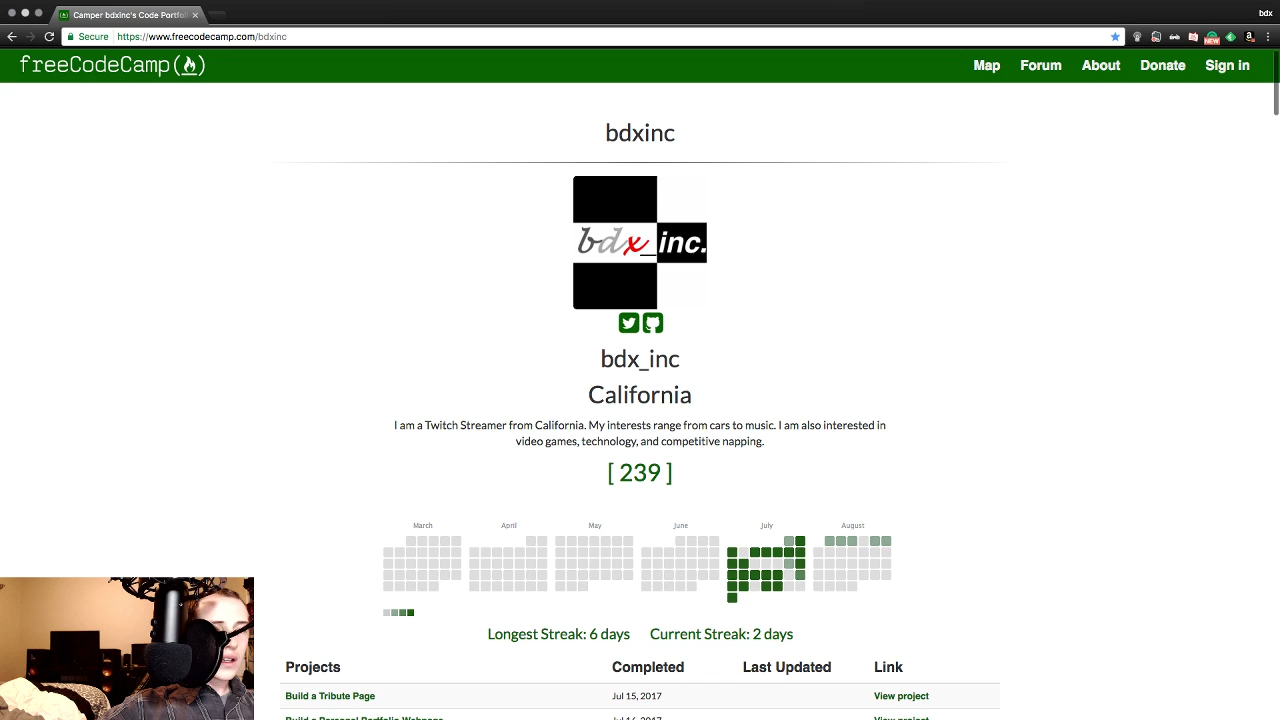 Camper bdxinc's Code Portfoli
bdx
Secure https://www.freecodecamp.com/bdxinc
NEW
freeCodeCamp
Map Forum About Donate Sign in
bdxinc
bdx_inc.
bdx_inc
California
I am a Twitch Streamer from California. My interests range from cars to music. I am also interested in
video games, technology, and competitive napping.
[ 239 ]
March April May June July August
Longest Streak: 6 days Current Streak: 2 days
Projects Completed Last Updated Link
Build a Tribute Page Jul 15, 2017 View project
Build a Personal Portfolio Webpage Jul 16, 2017 View project